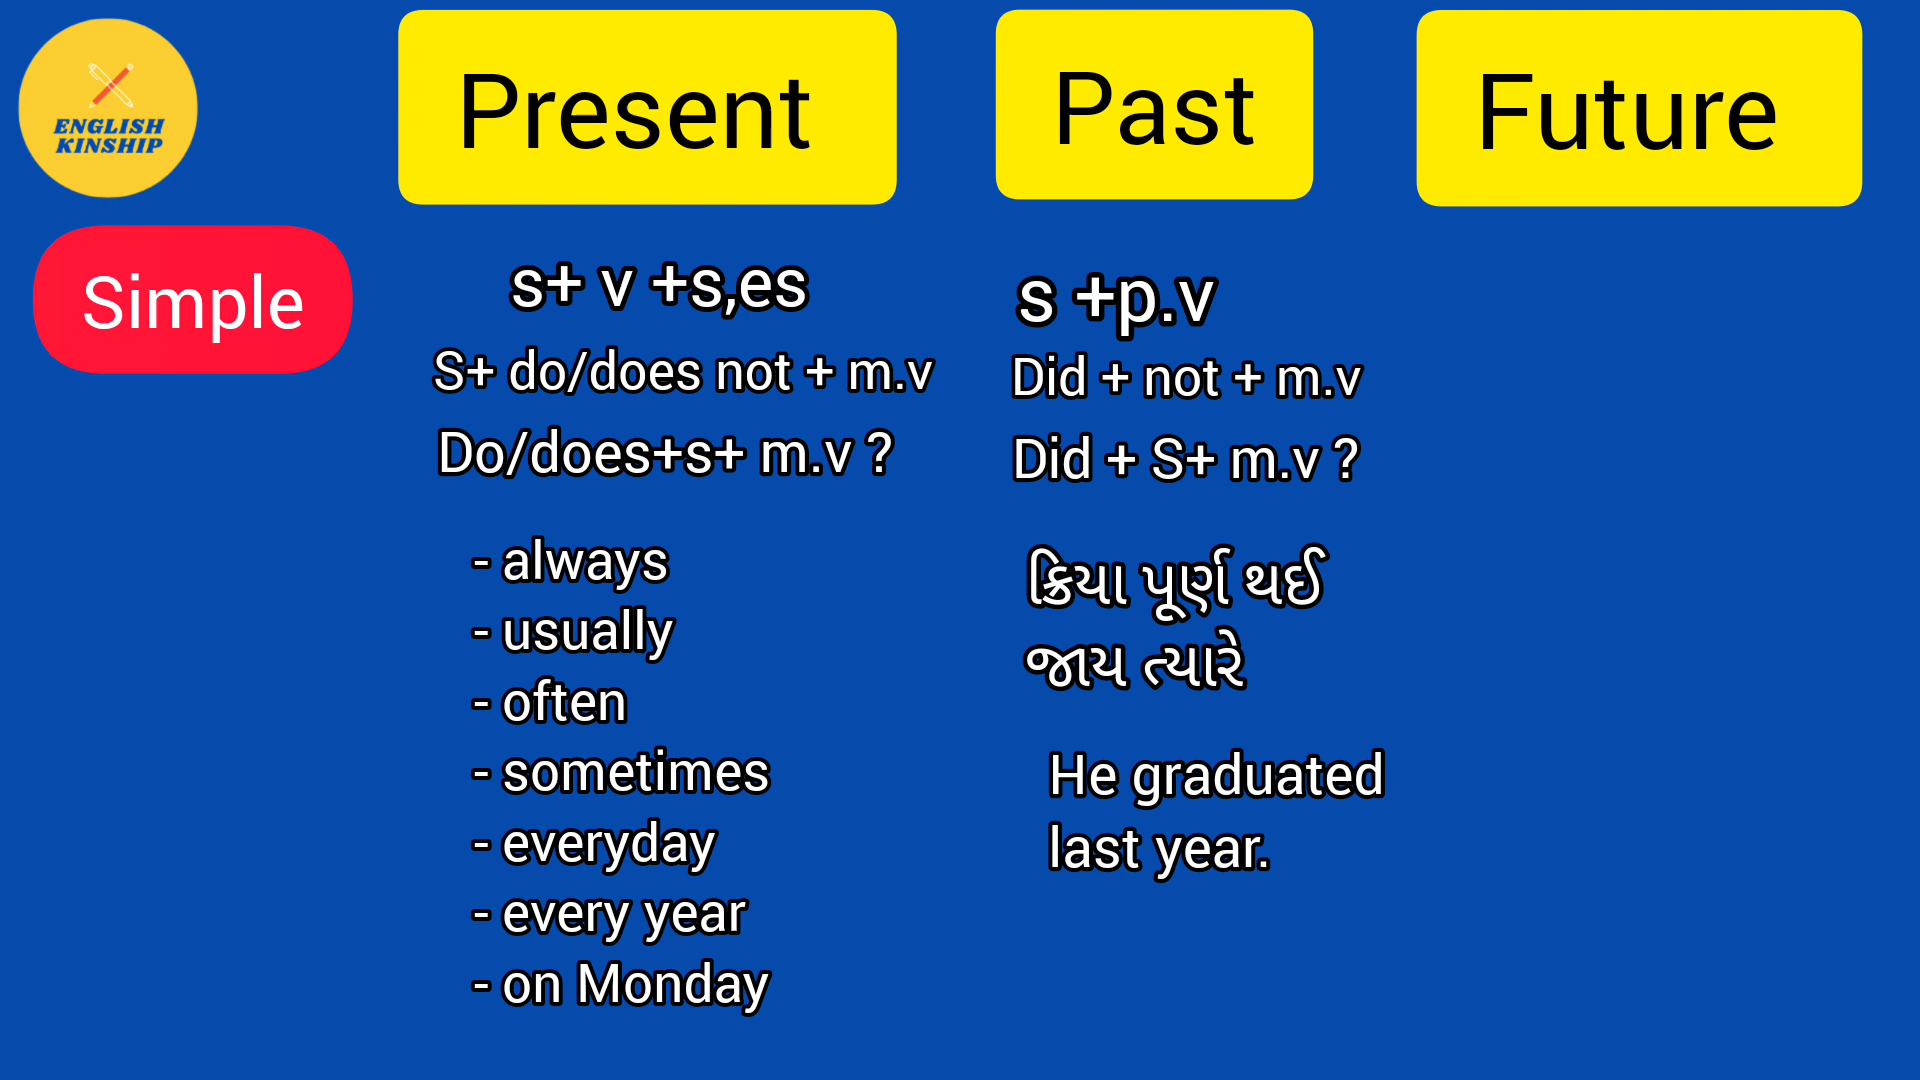 ENGLISH
KINSHIP
Present
Past
Future
Simple
s+ v +s,es
S+ do/does not + m.v
Do/does+s+ m.v ?
- always
- usually
- often
- sometimes
- everyday
- every year
- on Monday
s +p.v
Did + not + m.v
Did + S+ m.v ?
ક્રિયા પૂર્ણ થઈ
જાય ત્યારે
He graduated
last year.